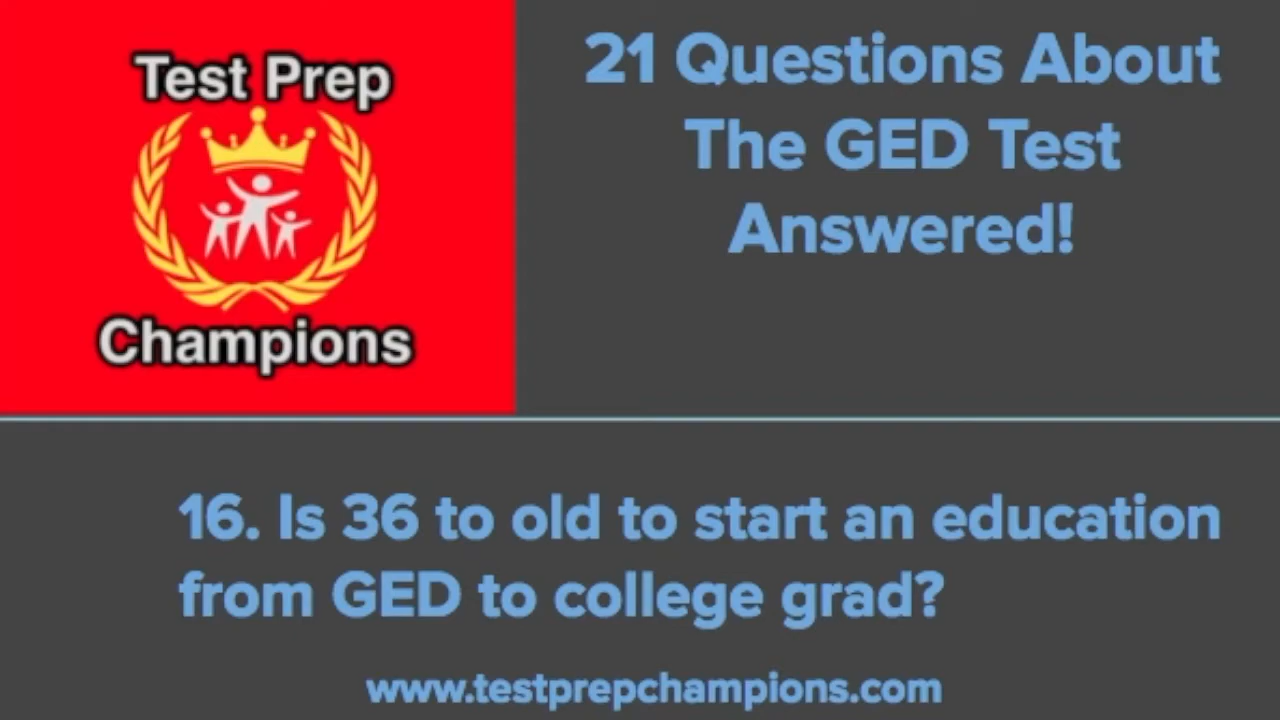 Test Prep
Champions
21 Questions About
The GED Test
Answered!
16. Is 36 to old to start an education
from GED to college grad?
www.testprepchampions.com